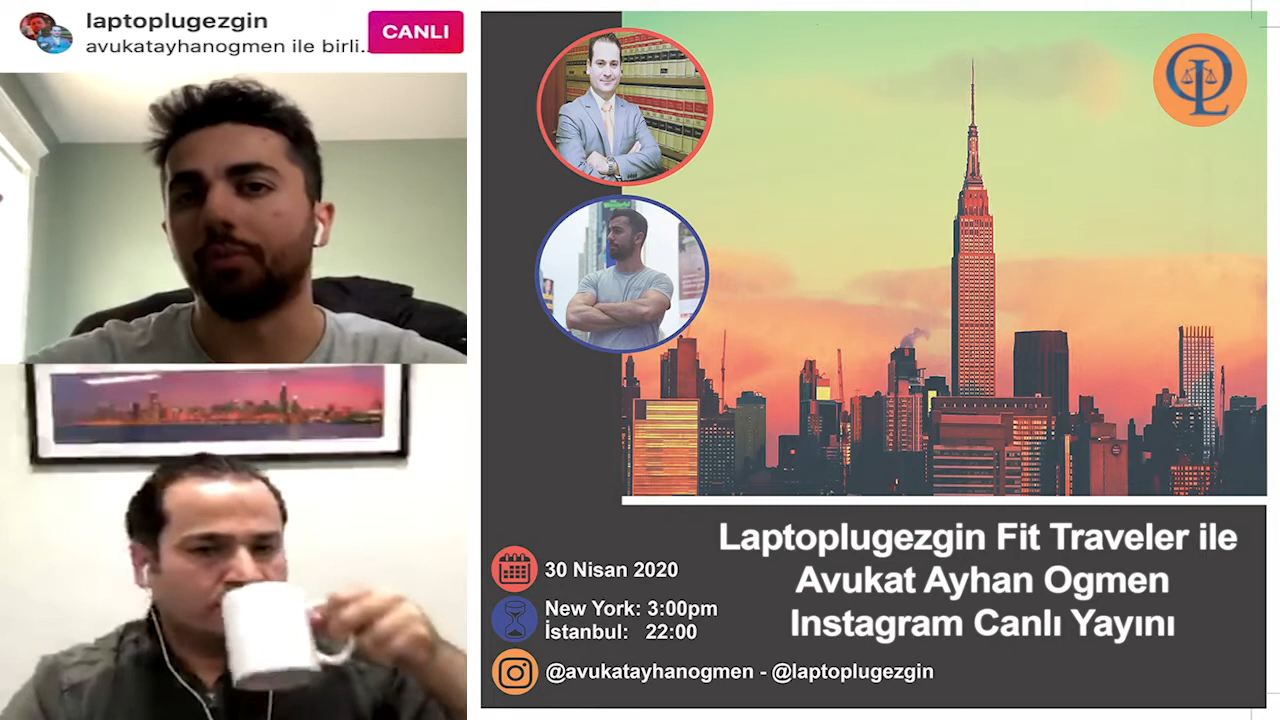 laptoplugezgin
avukatayhanogmen ile birli..
CANLI
Laptoplugezgin Fit Traveler ile
Avukat Ayhan Ogmen
Instagram Canlı Yayını
30 Nisan 2020
New York: 3:00pm
İstanbul: 22:00
@avukatayhanogmen - @laptoplugezgin